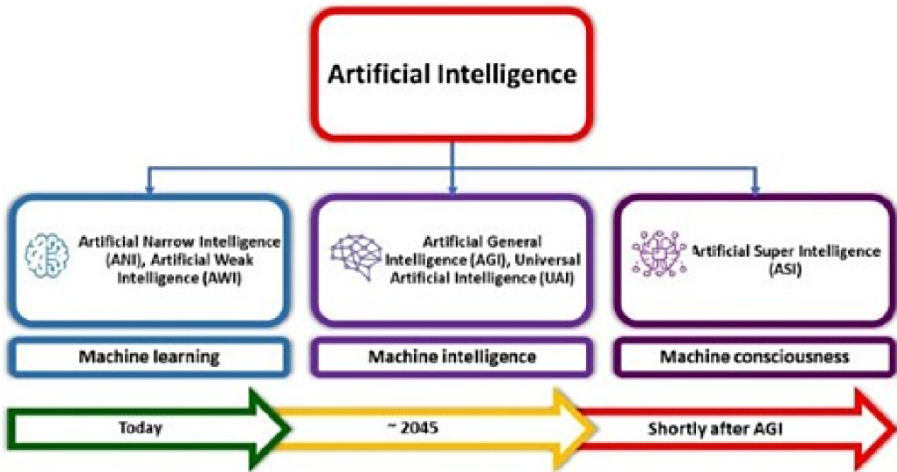 Artificial Intelligence
Artificial Narrow Intelligence
(ANI), Artificial Weak
Intelligence (AWI)
Artificial General
Intelligence (AGI), Universal
Artificial Intelligence (UAI)
Artificial Super Intelligence
(ASI)
Machine learning
Machine intelligence
Machine consciousness
Today
~ 2045
Shortly after AGI